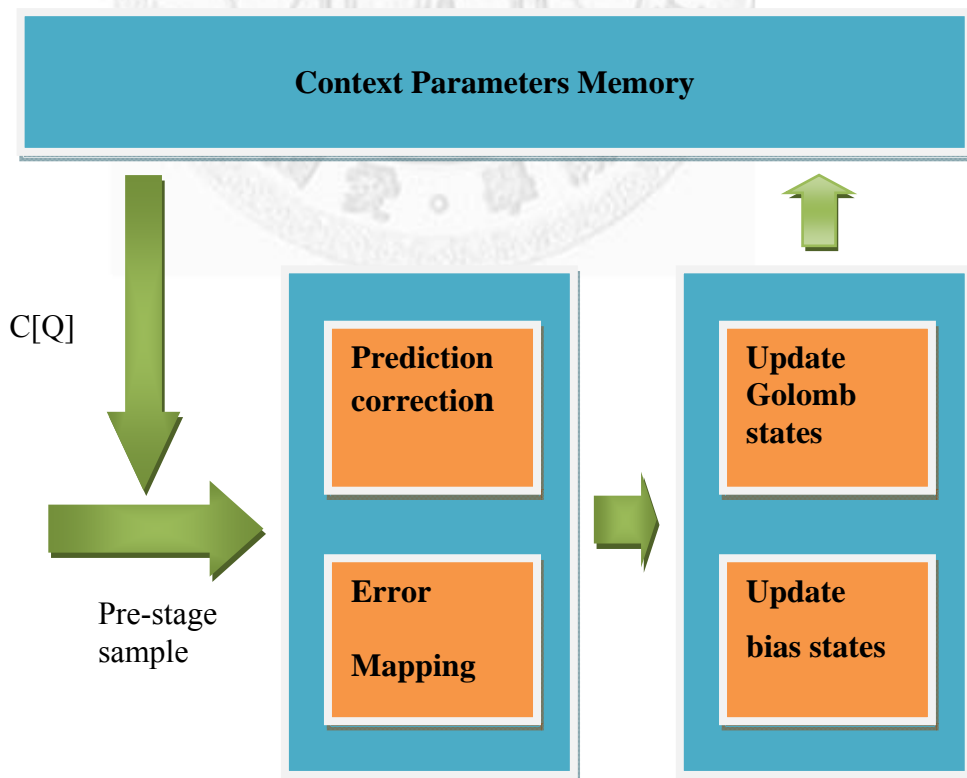 Context Parameters Memory
C[Q]
Pre-stage
sample
Prediction
correction
Error
Mapping
Update
Golomb
states
Update
bias states